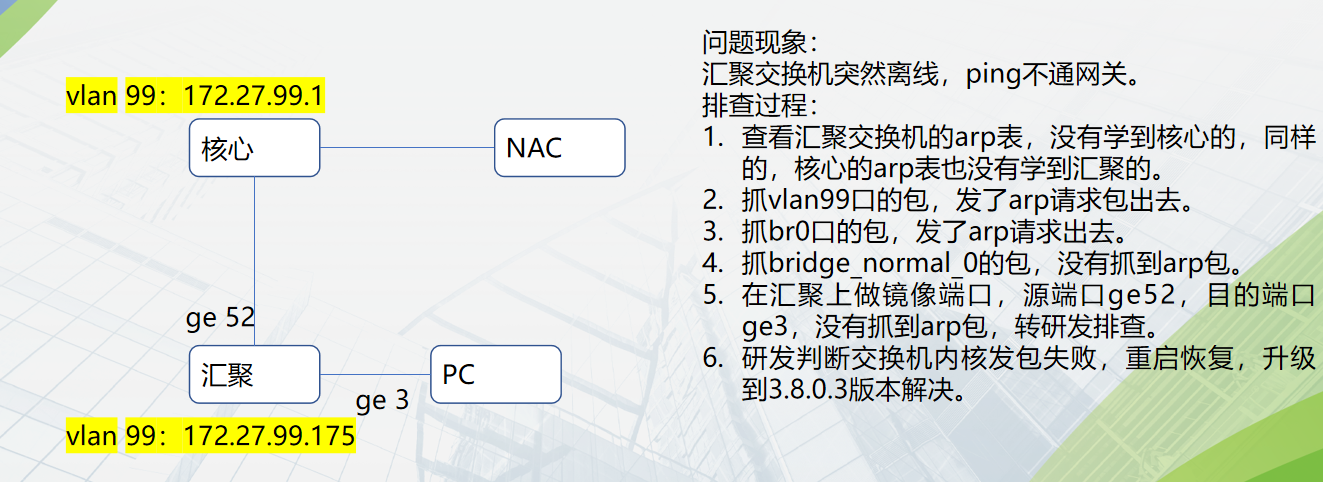 vlan 99：172.27.99.1
核心
NAC
ge 52
汇聚
PC
ge 3
vlan 99：172.27.99.175
问题现象：
汇聚交换机突然离线，ping不通网关。
排查过程：
1. 查看汇聚交换机的arp表，没有学到核心的，同样
的，核心的arp表也没有学到汇聚的。
2. 抓vlan99口的包，发了arp请求包出去。
3. 抓br0口的包，发了arp请求出去。
4. 抓bridge_normal_0的包，没有抓到arp包。
5. 在汇聚上做镜像端口，源端口ge52，目的端口
ge3，没有抓到arp包，转研发排查。
6. 研发判断交换机内核发包失败，重启恢复，升级
到3.8.0.3版本解决。